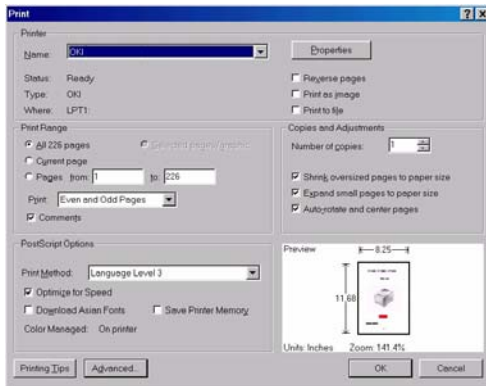 Print
Printer
Name: OKI
Properties
Status: Ready
Type: OKI
Where: LPT1:
Reverse pages
Print as image
Print to file
Print Range
All 226 pages
Selected pages/graphic
Current page
Pages from: 1 to: 226
Print: Even and Odd Pages
Comments
Copies and Adjustments
Number of copies: 1
Shrink oversized pages to paper size
Expand small pages to paper size
Auto-rotate and center pages
PostScript Options
Print Method: Language Level 3
Optimize for Speed
Download Asian Fonts
Save Printer Memory
Color Managed: On printer
Preview
8.25
11.68
Units: Inches Zoom: 141.4%
Printing Tips
Advanced...
OK
Cancel